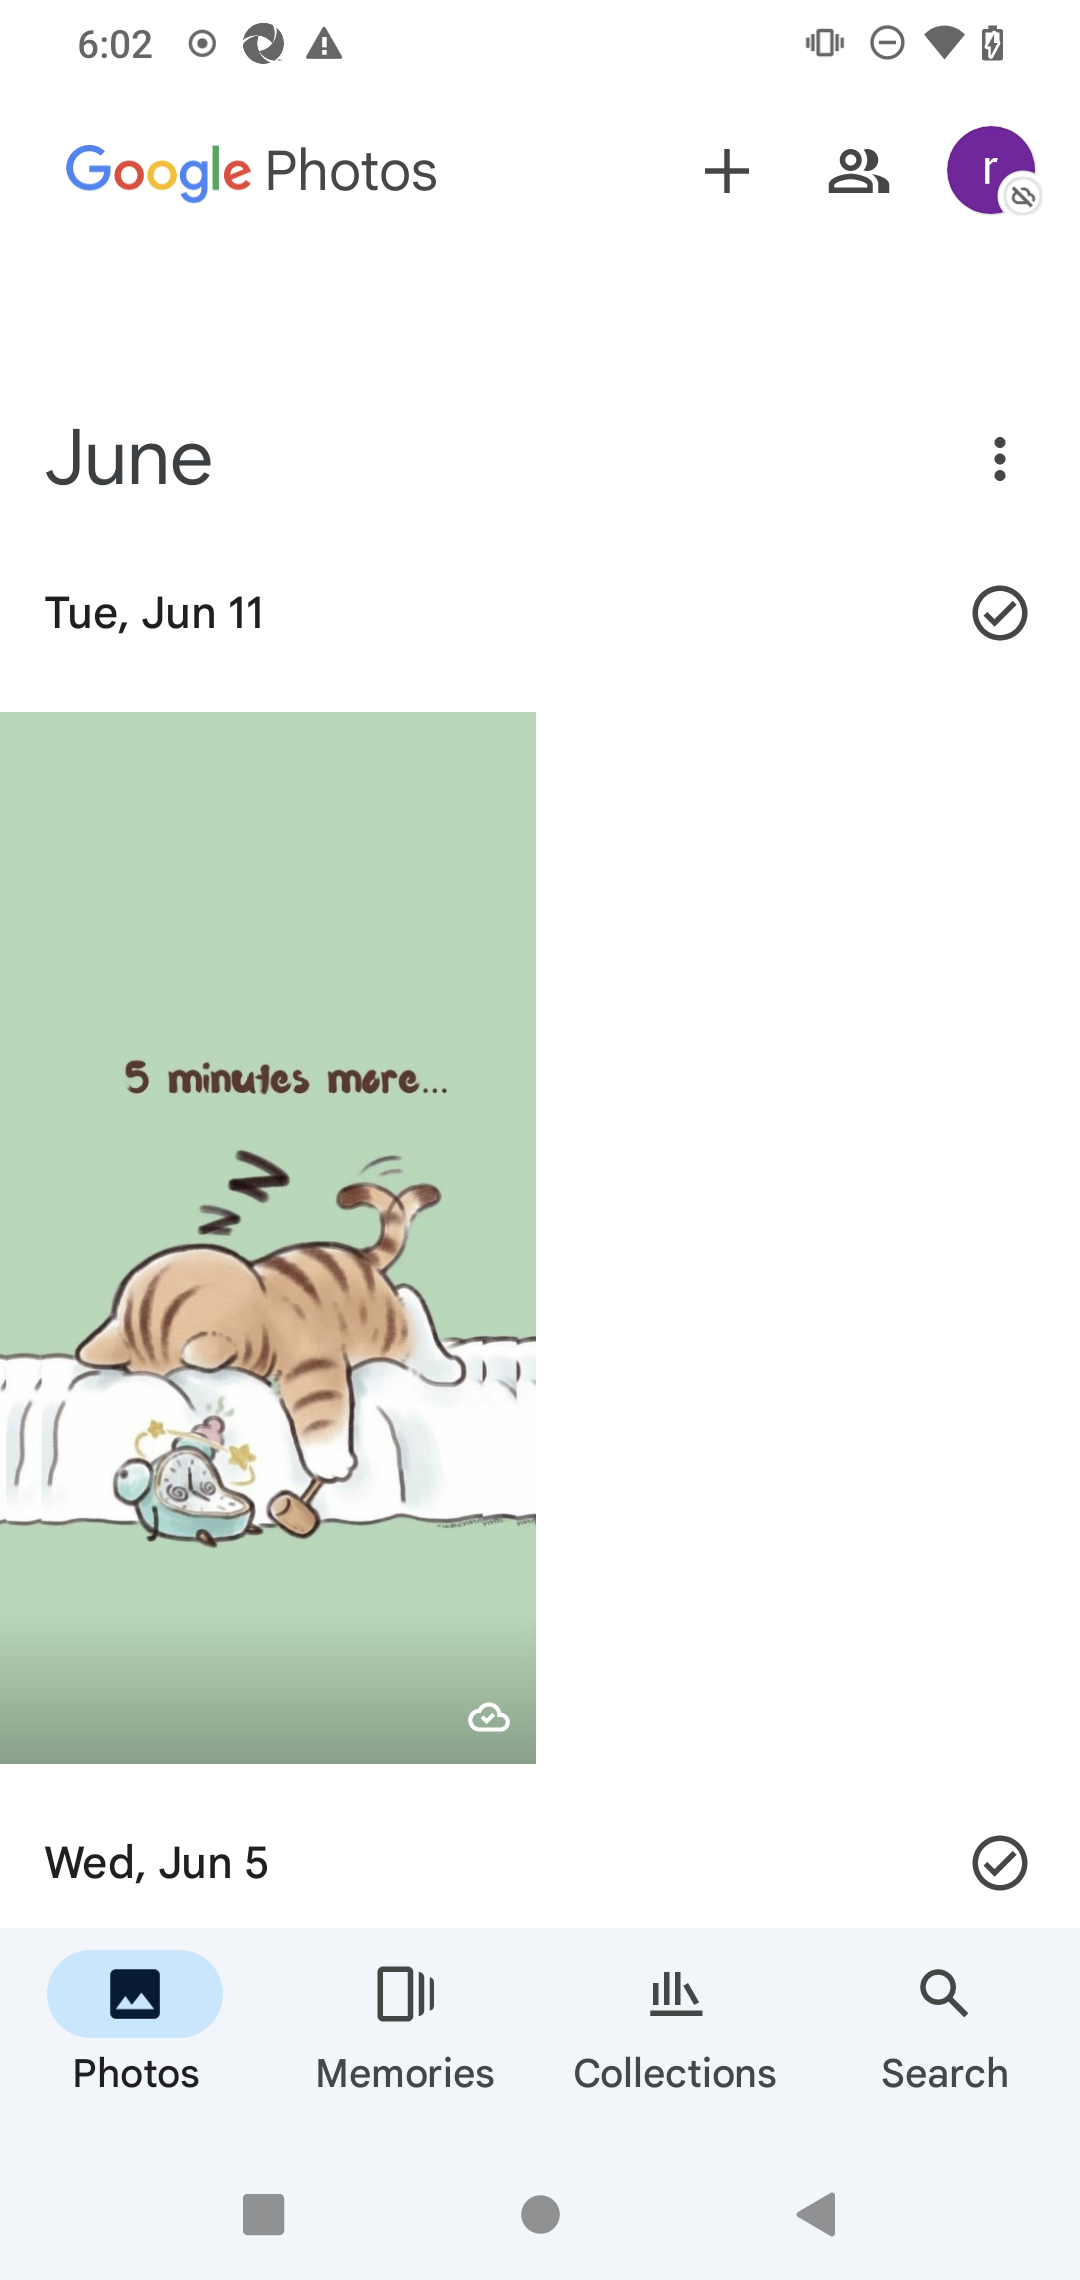 6:02
Google Photos
r
June
Tue, Jun 11
5 minutes more...
Z
Z
Wed, Jun 5
Photos
Memories
Collections
Search